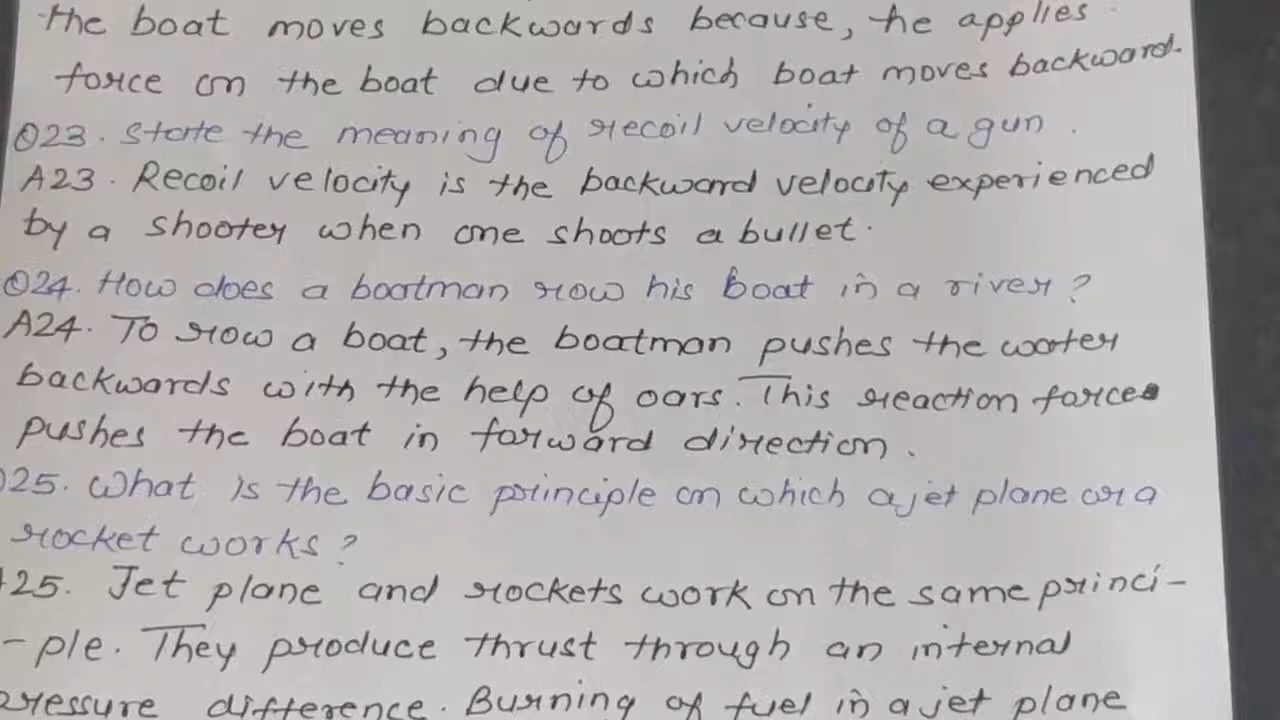 the boat moves backwards because, he applies
force on the boat due to which boat moves backward.
Q23. State the meaning of recoil velocity of a gun.
A23. Recoil velocity is the backward velocity experienced
by a shooter when one shoots a bullet.
Q24. How does a boatman row his boat in a river?
A24. To row a boat, the boatman pushes the water
backwards with the help of oars. This reaction force
pushes the boat in forward direction.
Q25. What is the basic principle on which a jet plane or a
rocket works?
A25. Jet plane and rockets work on the same princi-
-ple. They produce thrust through an internal
pressure difference. Burning of fuel in a jet plane